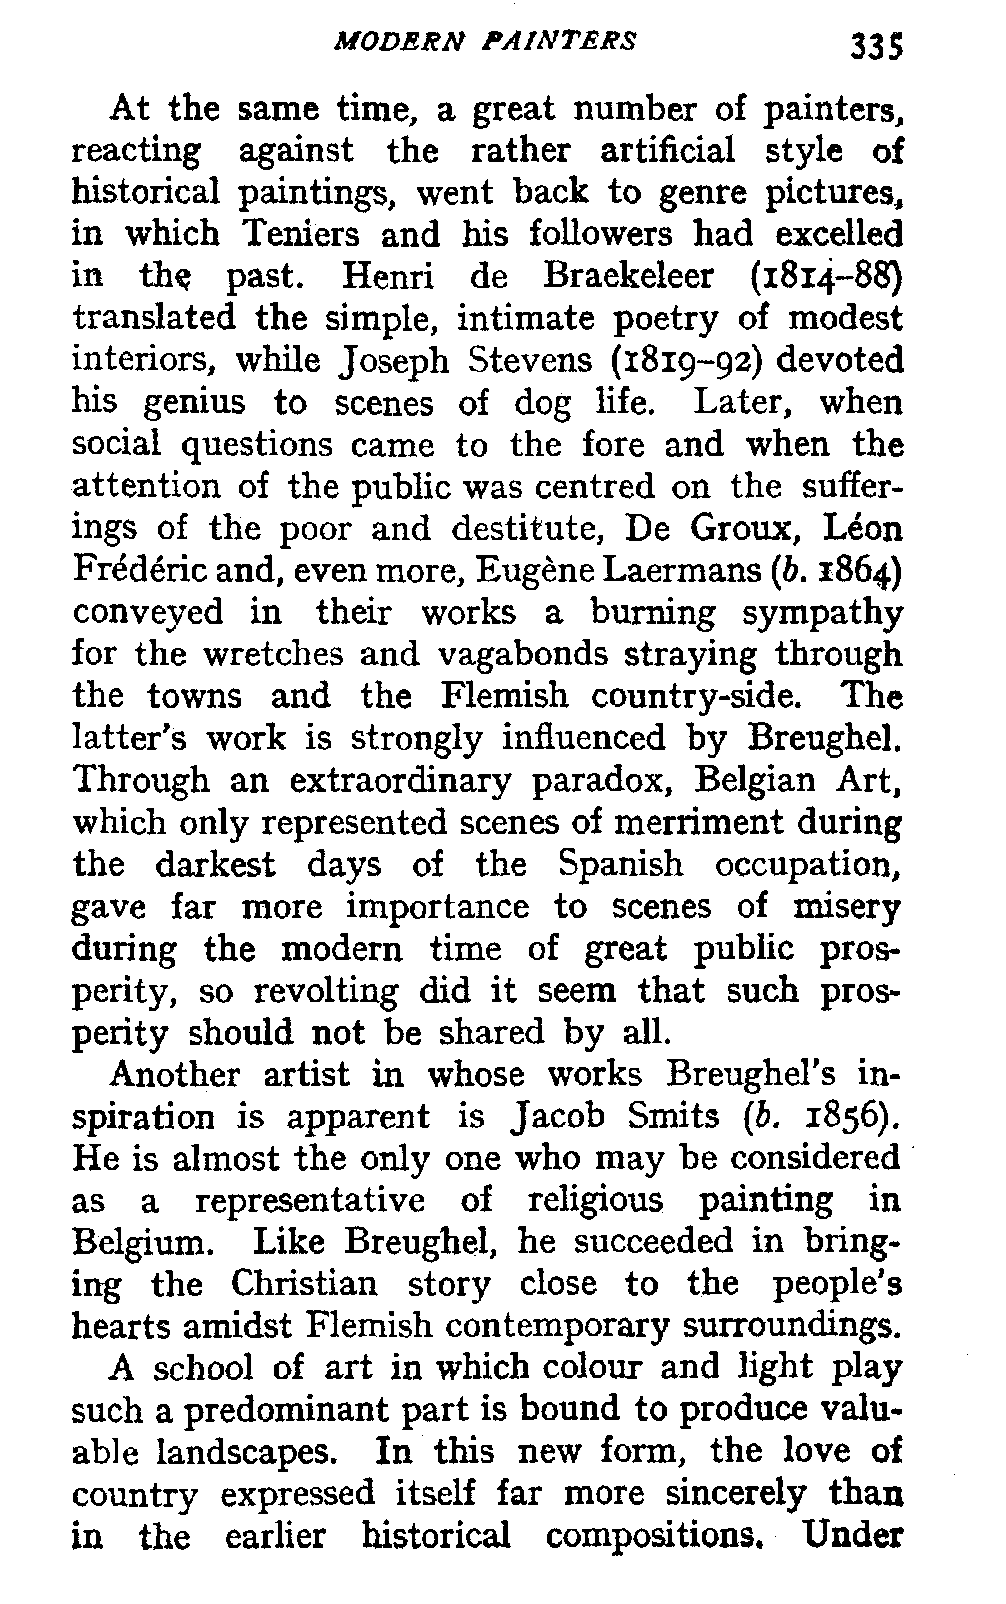 MODERN PAINTERS 335
At the same time, a great number of painters,
reacting against the rather artificial style of
historical paintings, went back to genre pictures,
in which Teniers and his followers had excelled
in the past. Henri de Braekeleer (1814–88)
translated the simple, intimate poetry of modest
interiors, while Joseph Stevens (1819–92) devoted
his genius to scenes of dog life. Later, when
social questions came to the fore and when the
attention of the public was centred on the suffer-
ings of the poor and destitute, De Groux, Léon
Frédéric and, even more, Eugène Laermans (b. 1864)
conveyed in their works a burning sympathy
for the wretches and vagabonds straying through
the towns and the Flemish country-side. The
latter's work is strongly influenced by Breughel.
Through an extraordinary paradox, Belgian Art,
which only represented scenes of merriment during
the darkest days of the Spanish occupation,
gave far more importance to scenes of misery
during the modern time of great public pros-
perity, so revolting did it seem that such pros-
perity should not be shared by all.
Another artist in whose works Breughel's in-
spiration is apparent is Jacob Smits (b. 1856).
He is almost the only one who may be considered
as a representative of religious painting in
Belgium. Like Breughel, he succeeded in bring-
ing the Christian story close to the people's
hearts amidst Flemish contemporary surroundings.
A school of art in which colour and light play
such a predominant part is bound to produce valu-
able landscapes. In this new form, the love of
country expressed itself far more sincerely than
in the earlier historical compositions. Under